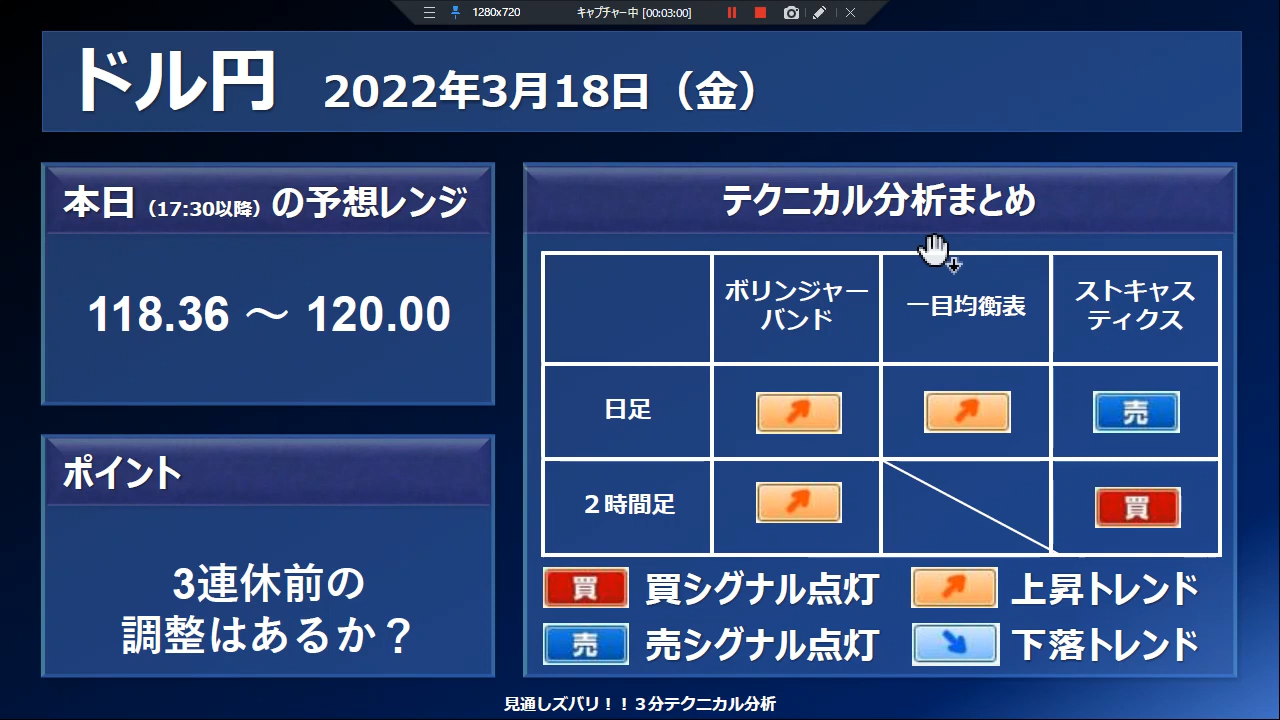 1280x720 キャプチャー中 [00:03:00]
ドル円 2022年3月18日（金）
本日（17:30以降）の予想レンジ
118.36 ～ 120.00
ポイント
3連休前の
調整はあるか？
テクニカル分析まとめ
ボリンジャー
バンド
一目均衡表
ストキャス
ティクス
日足
売
２時間足
買
買 買シグナル点灯 上昇トレンド
売 売シグナル点灯 下落トレンド
見通しズバリ！！３分テクニカル分析